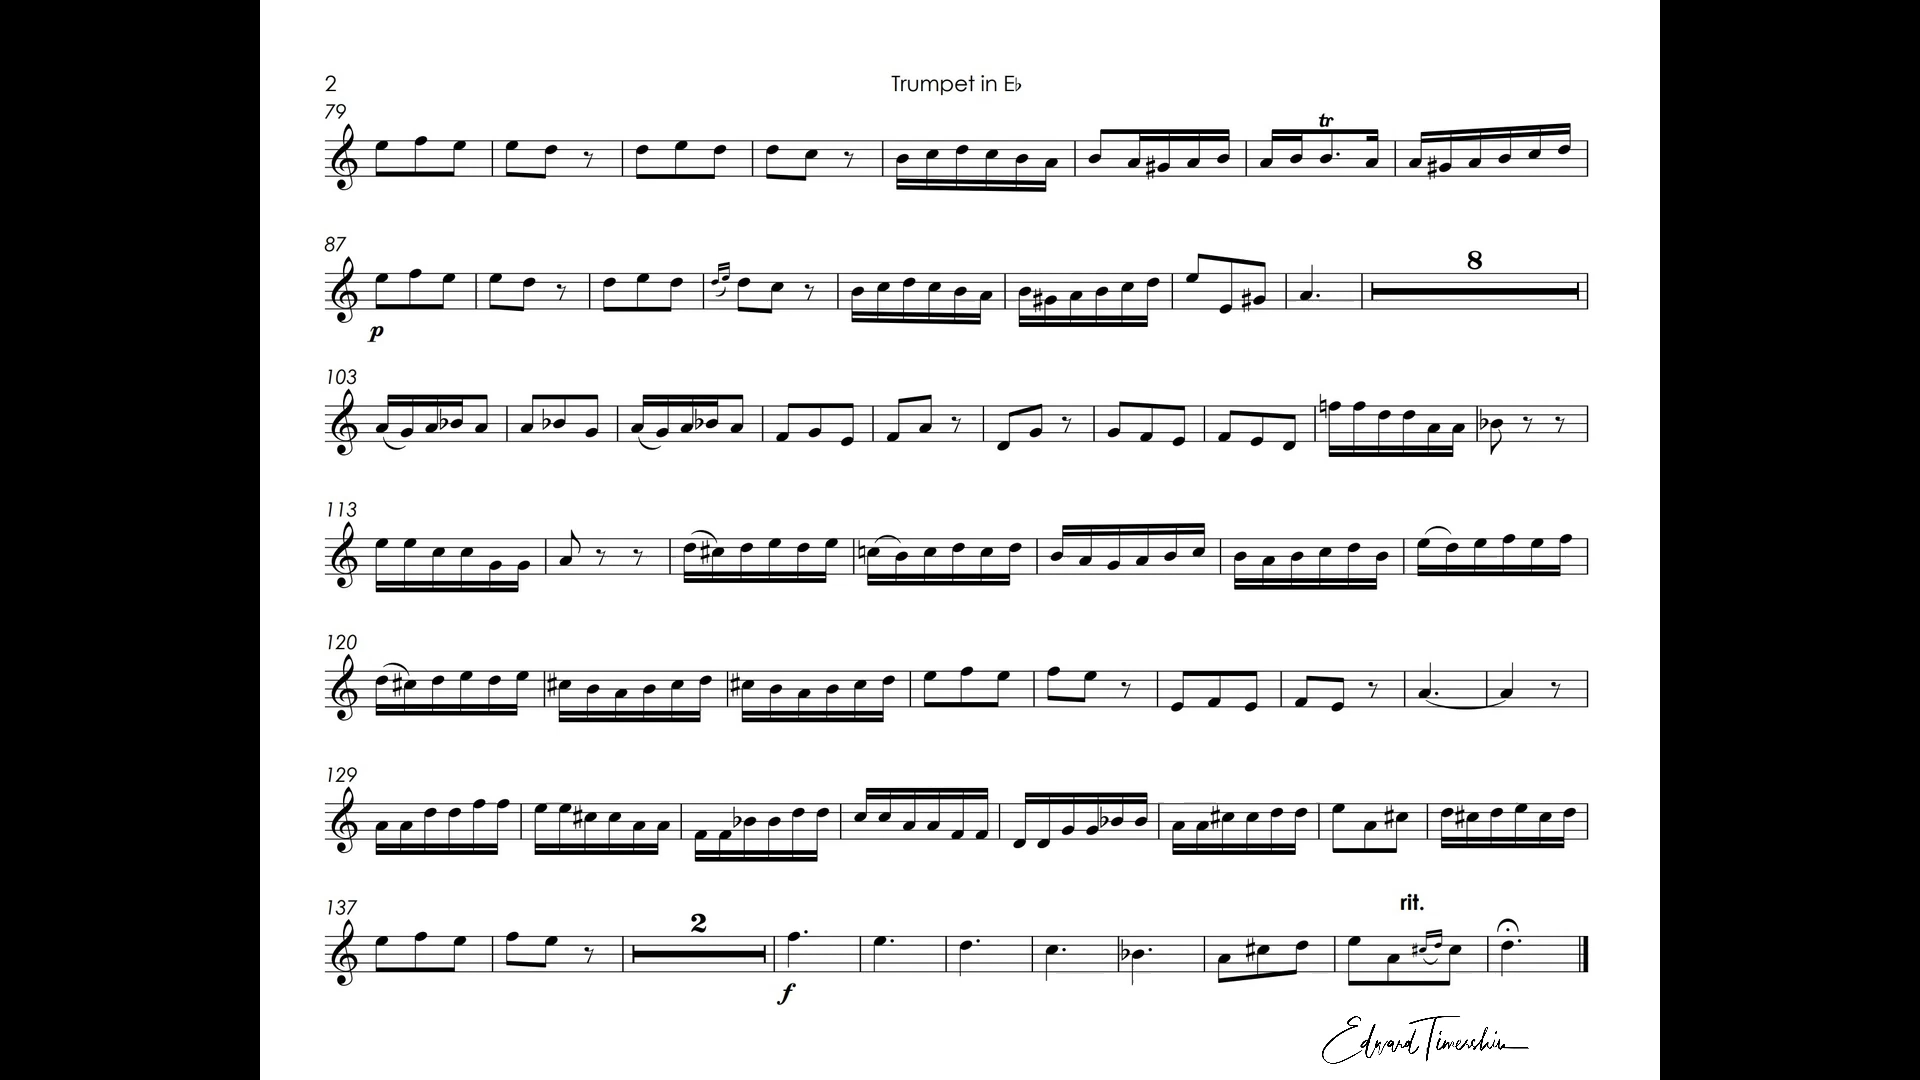 2
Trumpet in E♭
79
tr
87
8
p
103
113
120
129
137
rit.
2
f
Edward Timershin